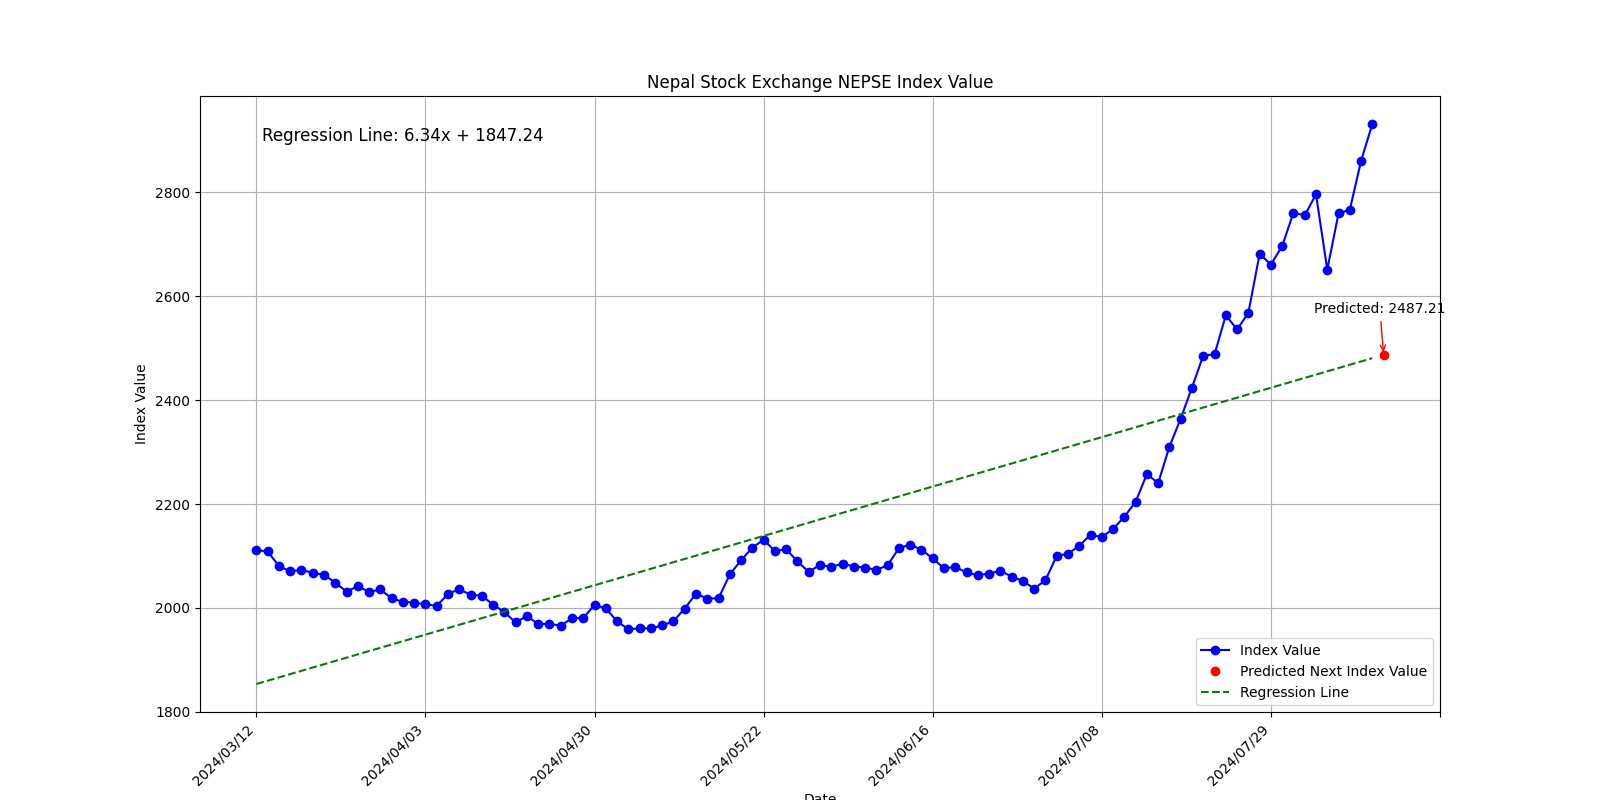 Nepal Stock Exchange NEPSE Index Value
Regression Line: 6.34x + 1847.24
Index Value
2800
2600
2400
2200
2000
1800
Predicted: 2487.21
Index Value
Predicted Next Index Value
Regression Line
2024/03/12
2024/04/03
2024/04/30
2024/05/22
2024/06/16
2024/07/08
2024/07/29
Date